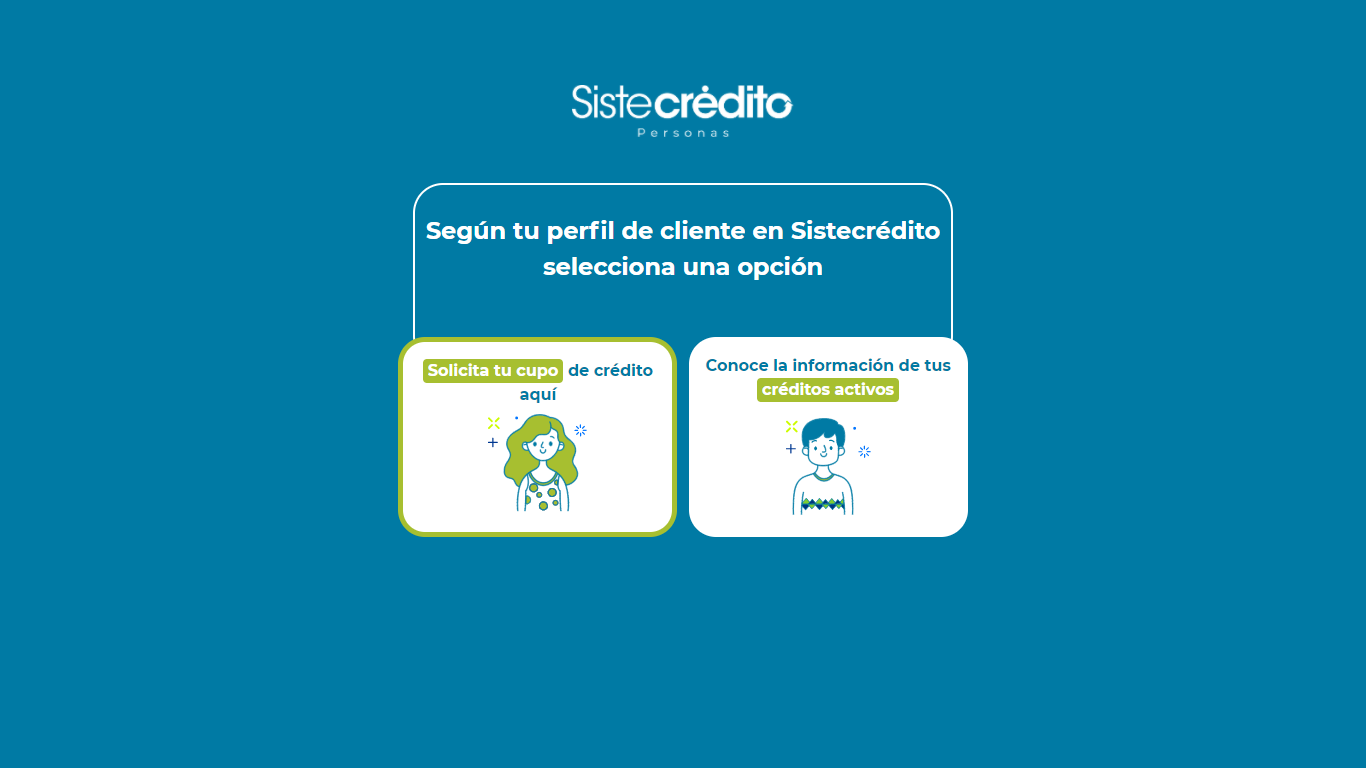 Sistecrédito
Personas
Según tu perfil de cliente en Sistecrédito
selecciona una opción
Solicita tu cupo de crédito
aquí
Conoce la información de tus
créditos activos